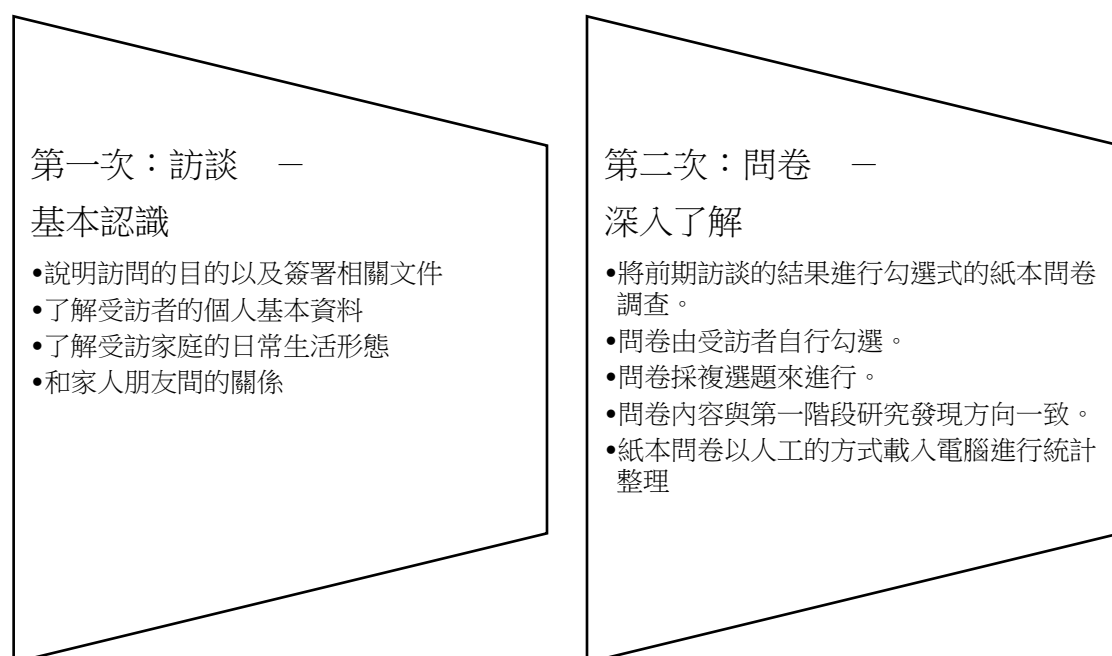 第一次：訪談　－
基本認識
•說明訪問的目的以及簽署相關文件
•了解受訪者的個人基本資料
•了解受訪家庭的日常生活形態
•和家人朋友間的關係
第二次：問卷　－
深入了解
•將前期訪談的結果進行勾選式的紙本問卷
調查。
•問卷由受訪者自行勾選。
•問卷採複選題來進行。
•問卷內容與第一階段研究發現方向一致。
•紙本問卷以人工的方式載入電腦進行統計
整理